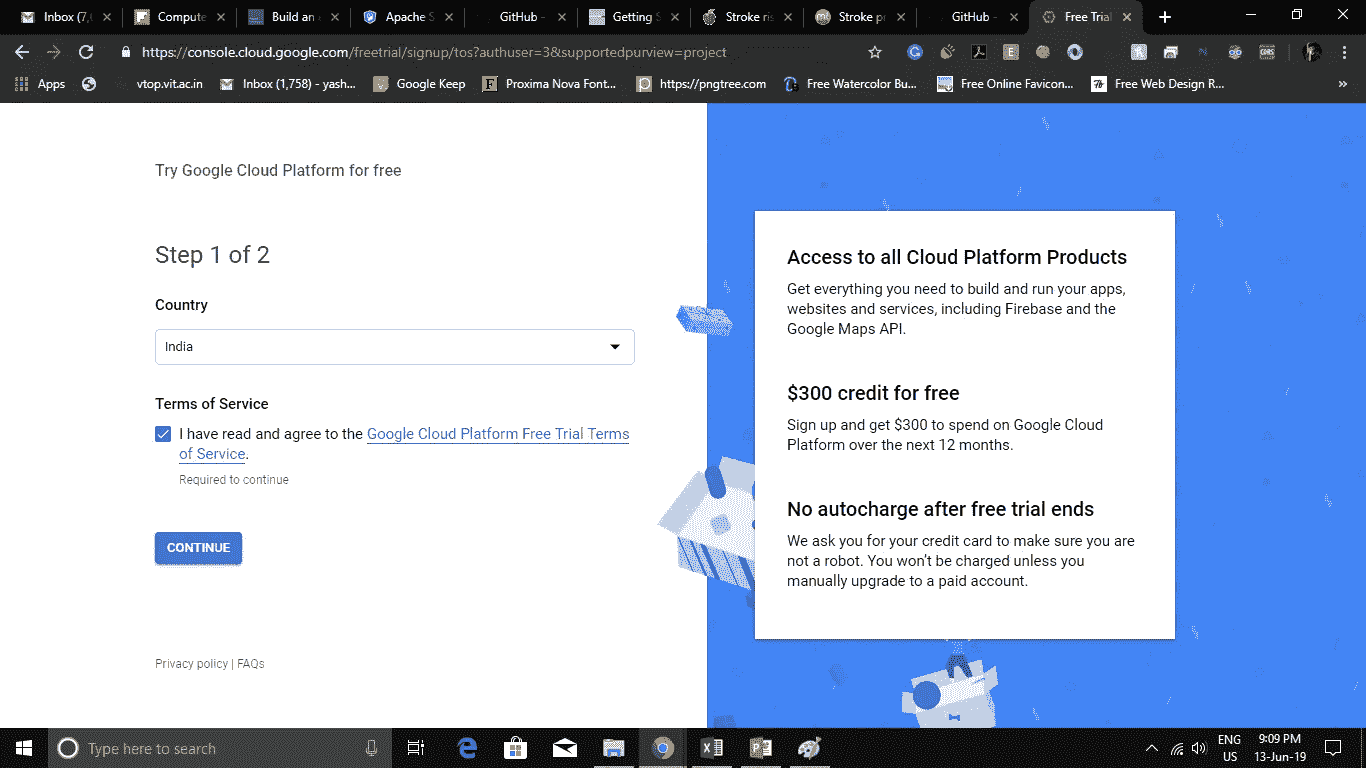 Inbox (7,
Compute
Build an
Apache S
GitHub -
Getting S
Stroke ris
Stroke pr
GitHub -
Free Trial
https://console.cloud.google.com/freetrial/signup/tos?authuser=3&supportedpurview=project
Apps
vtop.vit.ac.in
Inbox (1,758) - yash...
Google Keep
Proxima Nova Font...
https://pngtree.com
Free Watercolor Bu...
Free Online Favicon...
Free Web Design R...
»
Try Google Cloud Platform for free
Step 1 of 2
Country
India
Terms of Service
I have read and agree to the Google Cloud Platform Free Trial Terms
of Service.
Required to continue
CONTINUE
Privacy policy | FAQs
Access to all Cloud Platform Products
Get everything you need to build and run your apps,
websites and services, including Firebase and the
Google Maps API.
$300 credit for free
Sign up and get $300 to spend on Google Cloud
Platform over the next 12 months.
No autocharge after free trial ends
We ask you for your credit card to make sure you are
not a robot. You won't be charged unless you
manually upgrade to a paid account.
Type here to search
ENG
US
9:09 PM
13-Jun-19